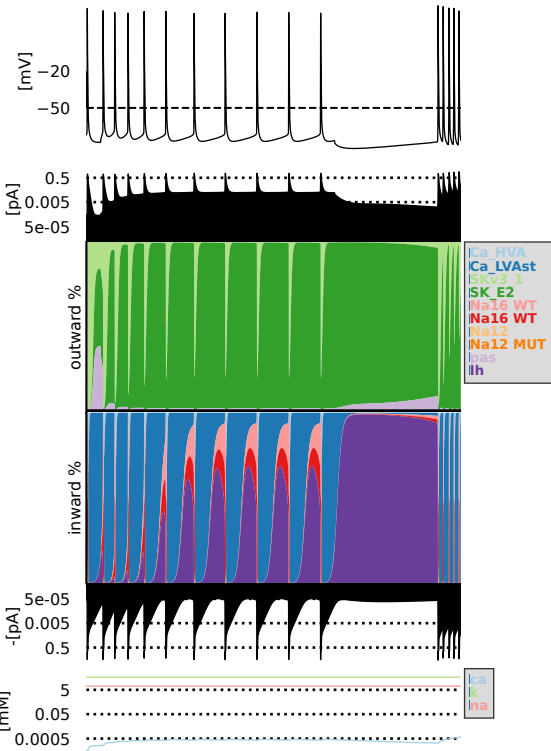 [mV]
−20
−50
[pA]
0.5
0.005
5e-05
outward %
Ca_HVA
Ca_LVAst
SKv3_1
SK_E2
Na16 WT
Na16 WT
Na12
Na12 MUT
pas
Ih
inward %
5e-05
0.005
0.5
-[pA]
ca
k
na
5
0.05
0.0005
[mM]